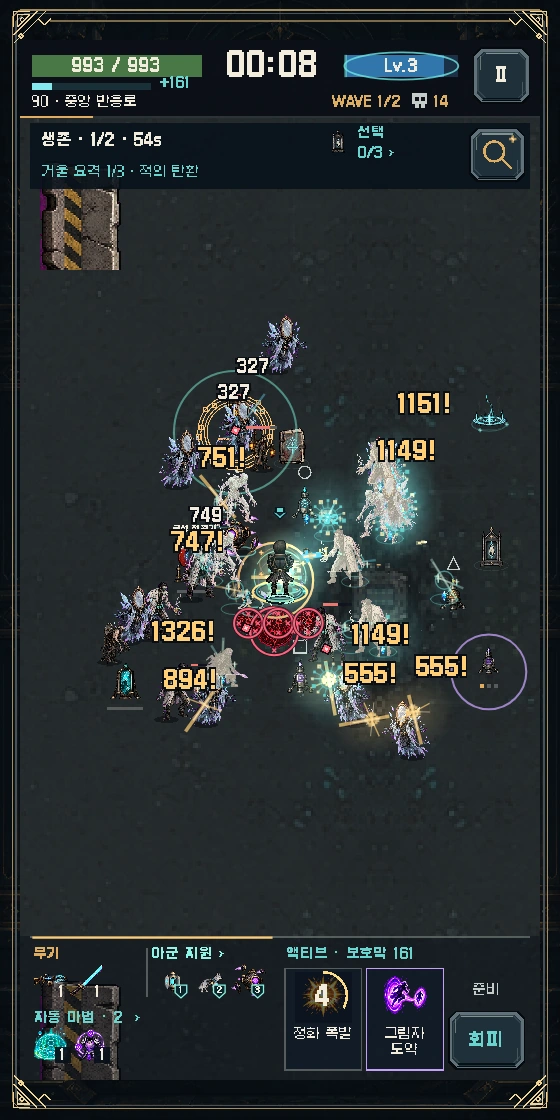 993 / 993
00:08
Lv.3
II
+161
90 · 중앙 반응로
WAVE 1/2
14
생존 · 1/2 · 54s
선택
0/3 ›
거울 요격 1/3 · 적의 탄환
327
327
1151!
751!
1149!
749
747!
1326!
1149!
894!
555!
555!
무기
아군 지원 ›
액티브 · 보호막 161
1
1
1
2
3
4
준비
자동 마법 · 2 ›
정화 폭발
그림자
도약
회피
1
1